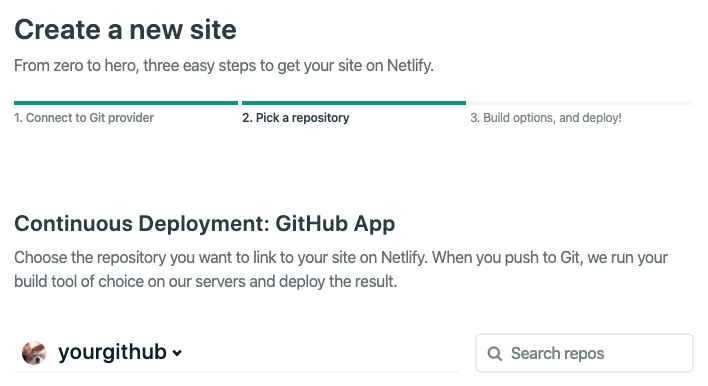 Create a new site
From zero to hero, three easy steps to get your site on Netlify.
1. Connect to Git provider
2. Pick a repository
3. Build options, and deploy!
Continuous Deployment: GitHub App
Choose the repository you want to link to your site on Netlify. When you push to Git, we run your
build tool of choice on our servers and deploy the result.
yourgithub
Search repos